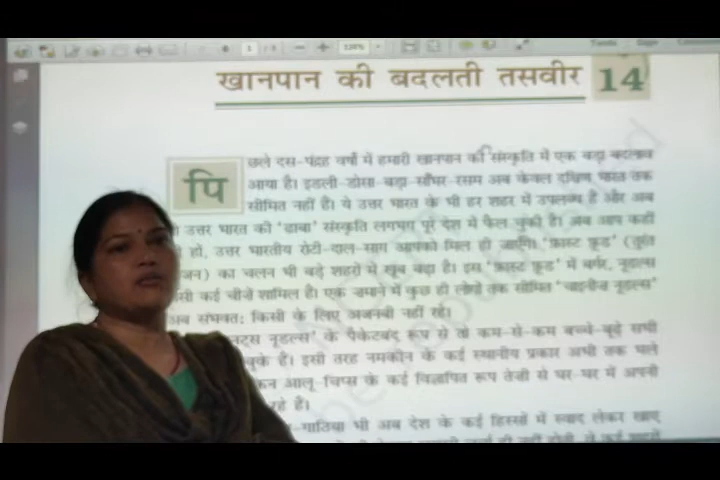 खानपान की बदलती तसवीर 14
पिछले दस-पंद्रह वर्षों में हमारी खानपान की संस्कृति में एक बड़ा बदलाव
आया है। इडली-डोसा-बड़ा-साँभर-रसम अब केवल दक्षिण भारत तक
सीमित नहीं हैं। ये उत्तर भारत के भी हर शहर में उपलब्ध हैं और अब
उत्तर भारत की 'ढाबा' संस्कृति लगभग पूरे देश में फैल चुकी है। अब आप कहीं
हों, उत्तर भारतीय रोटी-दाल-साग आपको मिल ही जाएँगे। 'फ़ास्ट फ़ूड' (तुरंत
जन) का चलन भी बड़े शहरों में खूब बढ़ा है। इस 'फ़ास्ट फ़ूड' में बर्गर, नूडल्स
सी कई चीज़ें शामिल हैं। एक ज़माने में कुछ ही लोगों तक सीमित 'चाइनीज़ नूडल्स'
अब संभवतः किसी के लिए अजनबी नहीं रहे।
नट्स नूडल्स' के पैकेटबंद रूप से तो कम-से-कम बच्चे-बूढ़े सभी
चुके हैं। इसी तरह नमकीन के कई स्थानीय प्रकार अभी तक भले
कन आलू-चिप्स के कई विज्ञापित रूप तेज़ी से घर-घर में अपनी
रहे हैं।
-गाठिया भी अब देश के कई हिस्सों में स्वाद लेकर खाए